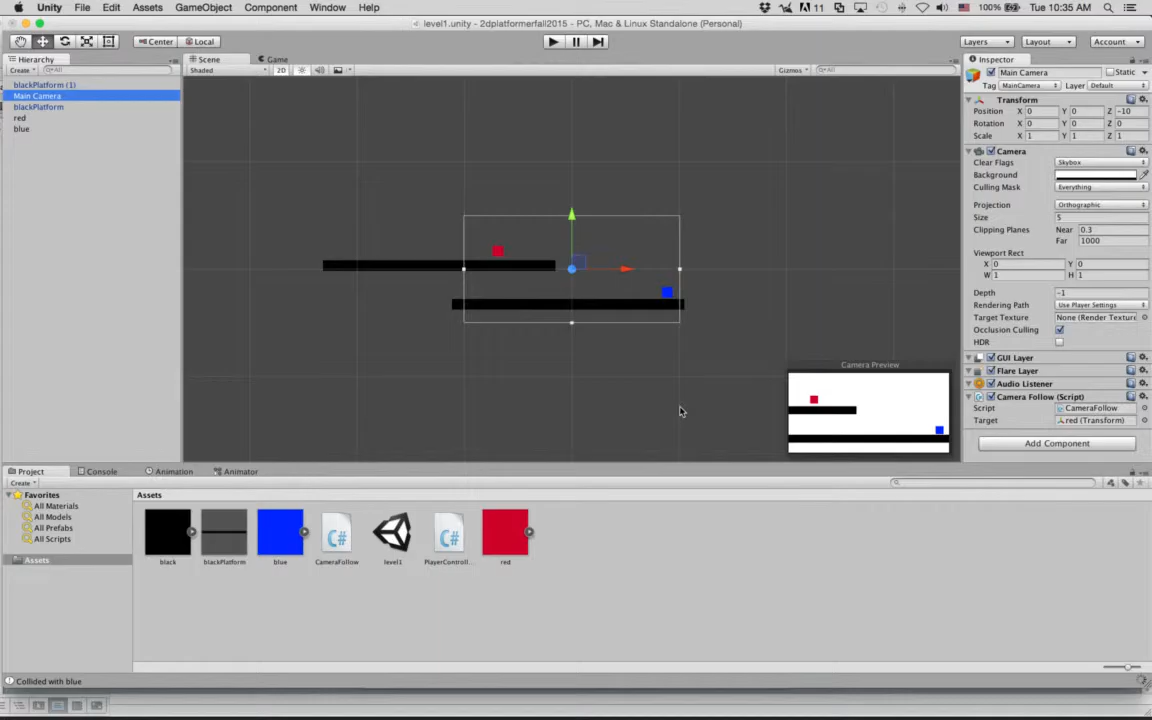 Unity File Edit Assets GameObject Component Window Help 11 100% Tue 10:35 AM
level1.unity - 2dplatformerfall2015 - PC, Mac & Linux Standalone (Personal)
Center Local Layers Layout Account
Hierarchy
Create All
blackPlatform (1)
Main Camera
blackPlatform
red
blue
Scene Game
Shaded 2D Gizmos All
Camera Preview
Inspector
Main Camera Static
Tag MainCamera Layer Default
Transform
Position X 0 Y 0 Z -10
Rotation X 0 Y 0 Z 0
Scale X 1 Y 1 Z 1
Camera
Clear Flags Skybox
Background
Culling Mask Everything
Projection Orthographic
Size 5
Clipping Planes Near 0.3
Far 1000
Viewport Rect
X 0 Y 0
W 1 H 1
Depth -1
Rendering Path Use Player Settings
Target Texture None (Render Texture
Occlusion Culling
HDR
GUI Layer
Flare Layer
Audio Listener
Camera Follow (Script)
Script CameraFollow
Target red (Transform)
Add Component
Project Console Animation Animator
Create
Favorites
All Materials
All Models
All Prefabs
All Scripts
Assets
Assets
black blackPlatform blue CameraFollow level1 PlayerControll... red
Collided with blue